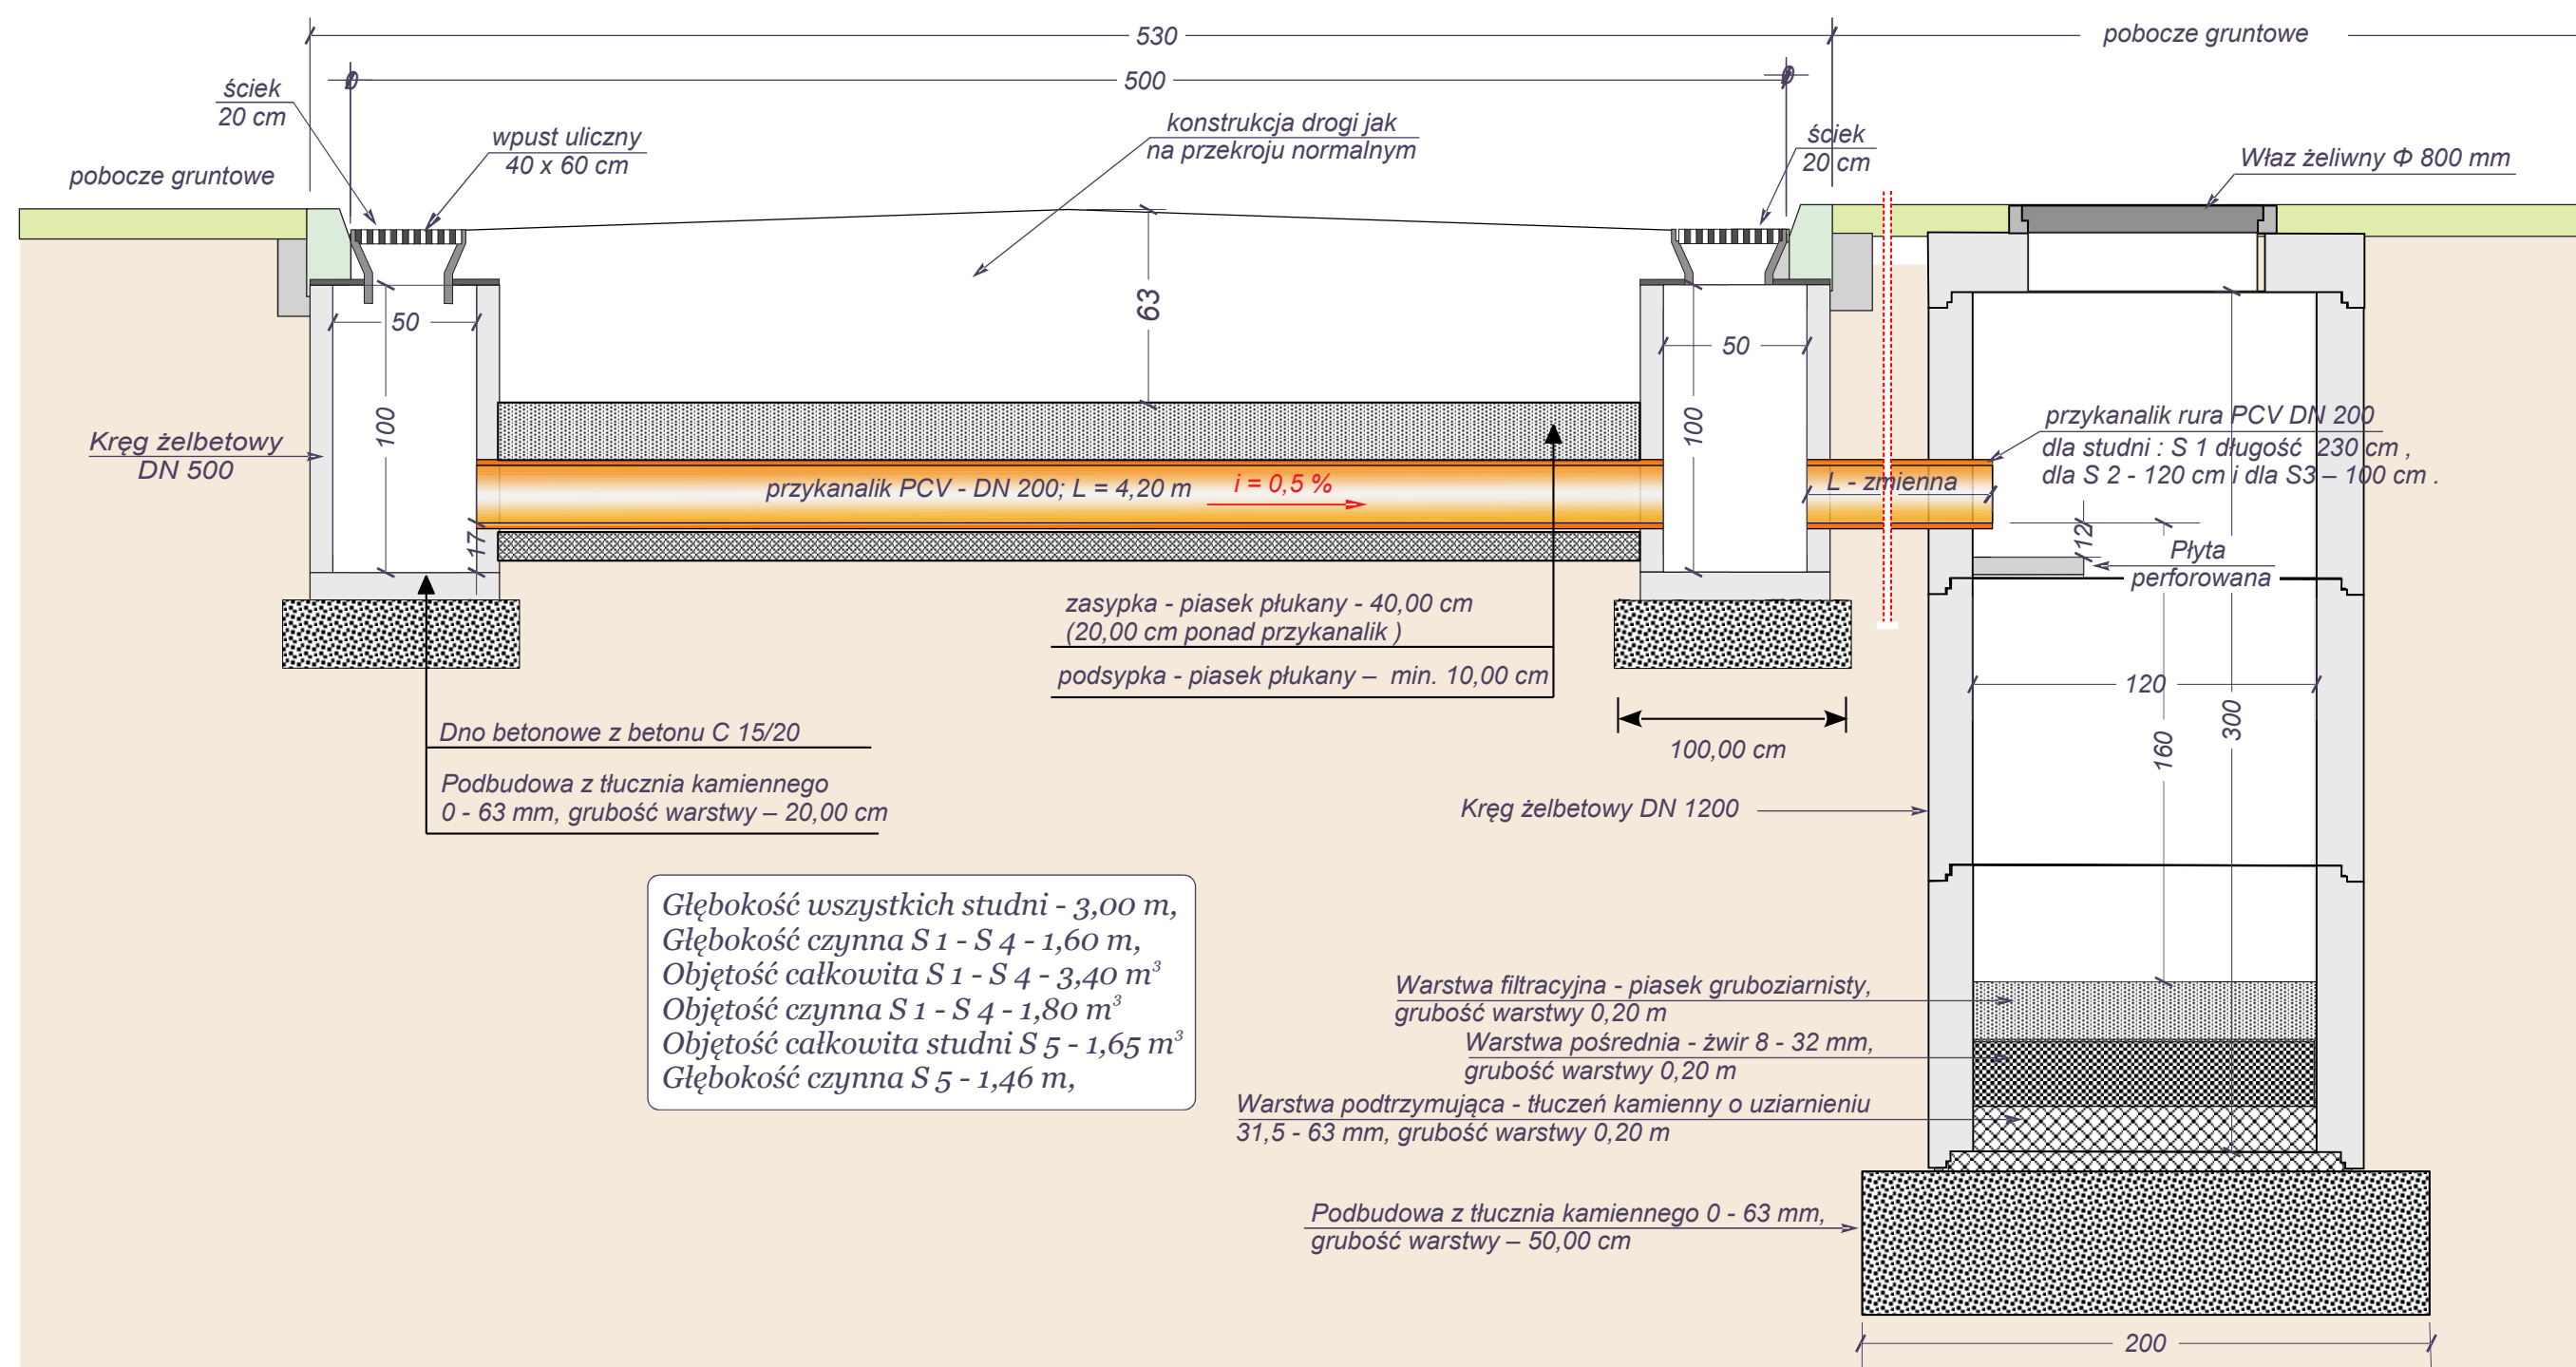 530
pobocze gruntowe
500
0
0
ściek
20 cm
wpust uliczny
40 x 60 cm
konstrukcja drogi jak
na przekroju normalnym
ściek
20 cm
Właz żeliwny Φ 800 mm
pobocze gruntowe
63
50
50
100
100
Kręg żelbetowy
DN 500
przykanalik rura PCV DN 200
dla studni : S 1 długość 230 cm ,
dla S 2 - 120 cm i dla S3 – 100 cm .
przykanalik PCV - DN 200; L = 4,20 m
i = 0,5 %
L - zmienna
17
12
Płyta
perforowana
zasypka - piasek płukany - 40,00 cm
(20,00 cm ponad przykanalik )
podsypka - piasek płukany – min. 10,00 cm
120
160
300
100,00 cm
Dno betonowe z betonu C 15/20
Podbudowa z tłucznia kamiennego
0 - 63 mm, grubość warstwy – 20,00 cm
Kręg żelbetowy DN 1200
Głębokość wszystkich studni - 3,00 m,
Głębokość czynna S 1 - S 4 - 1,60 m,
Objętość całkowita S 1 - S 4 - 3,40 m³
Objętość czynna S 1 - S 4 - 1,80 m³
Objętość całkowita studni S 5 - 1,65 m³
Głębokość czynna S 5 - 1,46 m,
Warstwa filtracyjna - piasek gruboziarnisty,
grubość warstwy 0,20 m
Warstwa pośrednia - żwir 8 - 32 mm,
grubość warstwy 0,20 m
Warstwa podtrzymująca - tłuczeń kamienny o uziarnieniu
31,5 - 63 mm, grubość warstwy 0,20 m
Podbudowa z tłucznia kamiennego 0 - 63 mm,
grubość warstwy – 50,00 cm
200